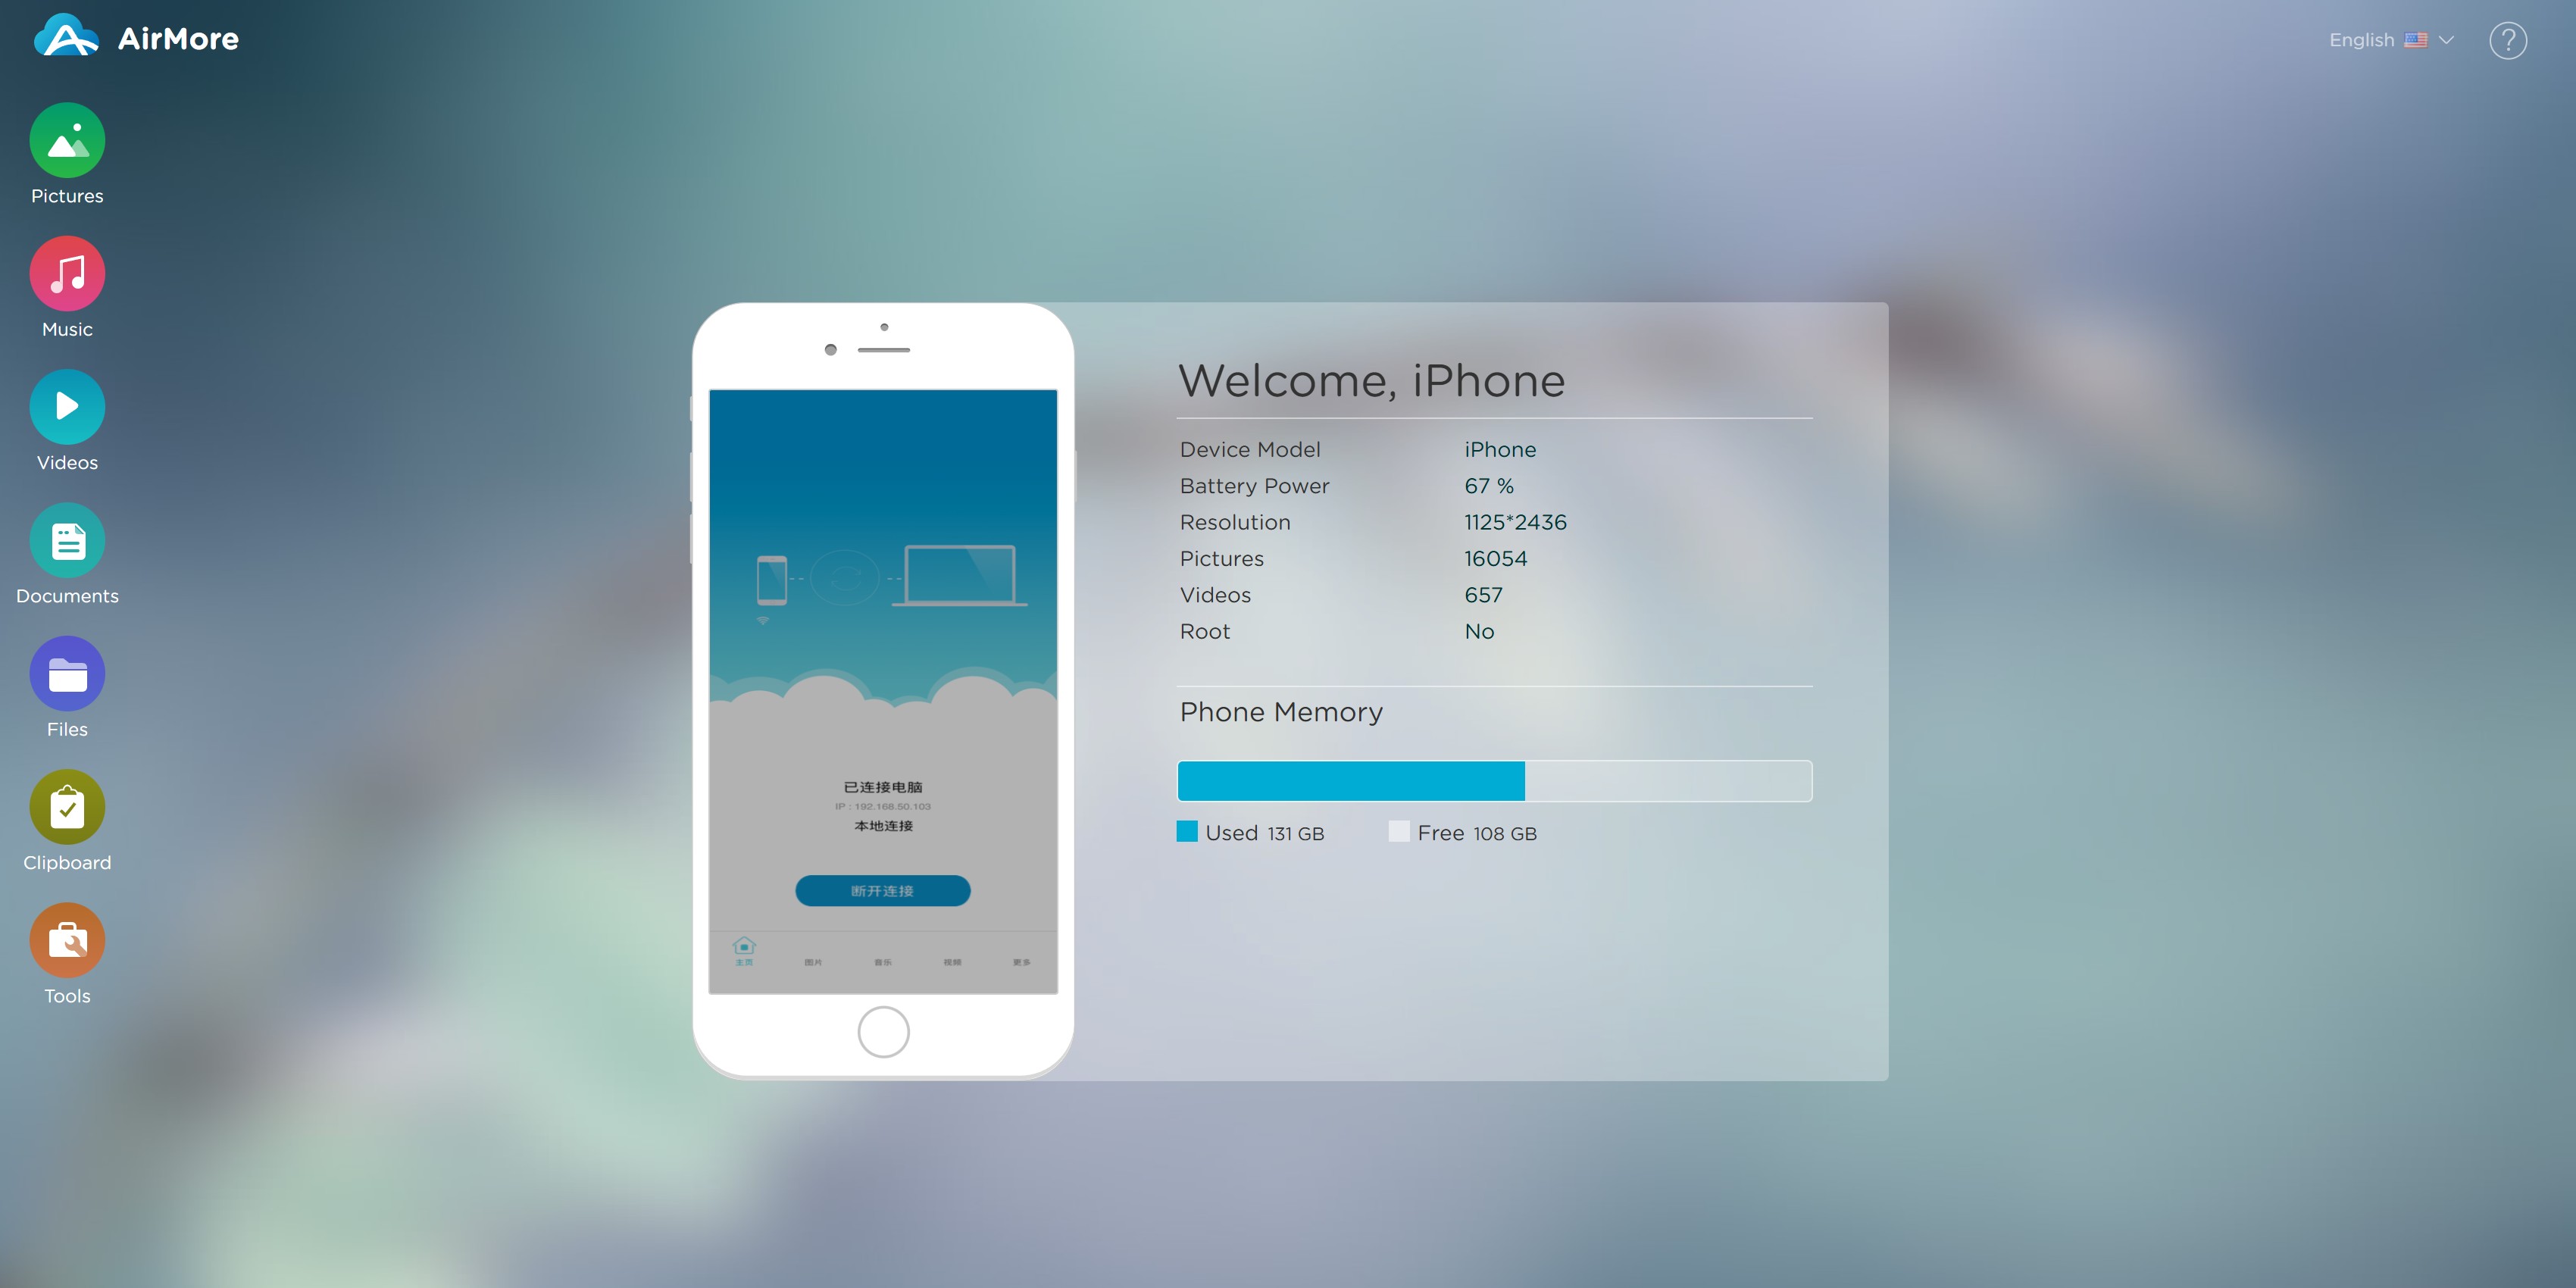 AirMore
English
?
Pictures
Music
Videos
Documents
Files
Clipboard
Tools
已连接电脑
IP : 192.168.50.103
本地连接
断开连接
主页 图片 音乐 视频 更多
Welcome, iPhone
Device Model iPhone
Battery Power 67 %
Resolution 1125*2436
Pictures 16054
Videos 657
Root No
Phone Memory
Used 131 GB Free 108 GB